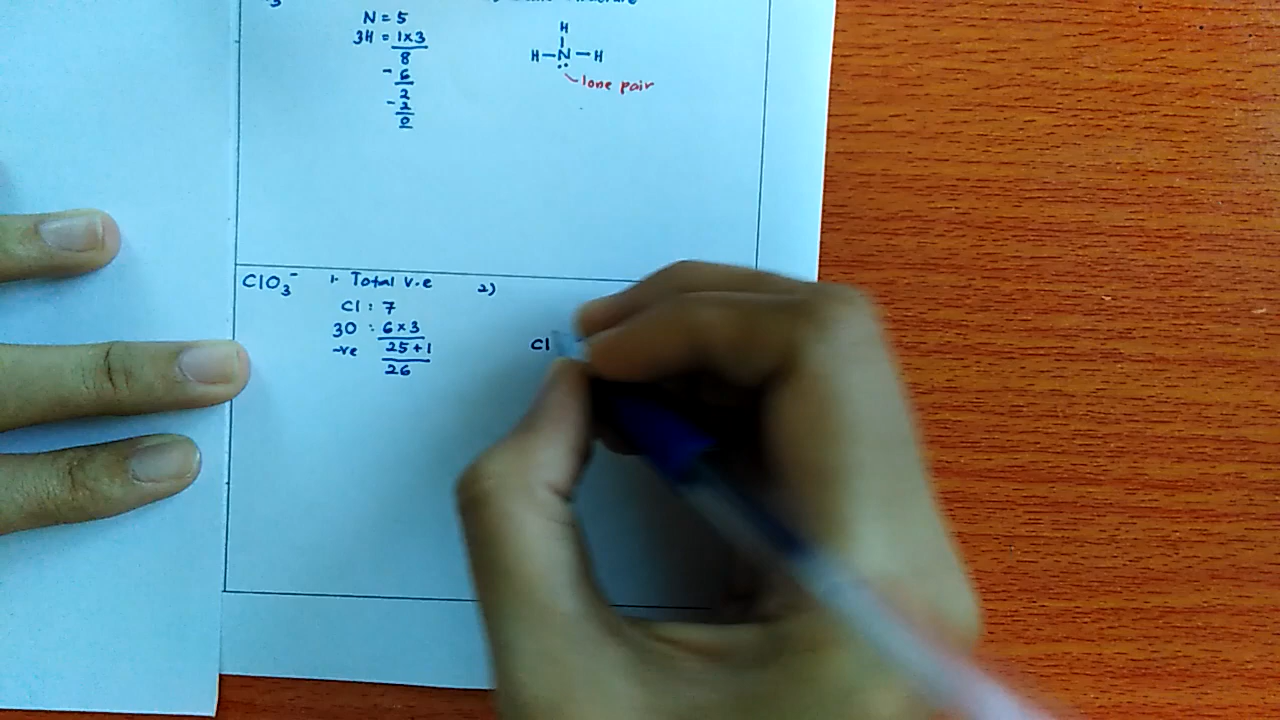 3
N = 5
3H = 1x3
8
- 6
2
- 2
0
H
H-N-H
lone pair
ClO3⁻
1. Total v.e
2)
Cl : 7
3O : 6 x 3
-ve 25 + 1
26
Cl